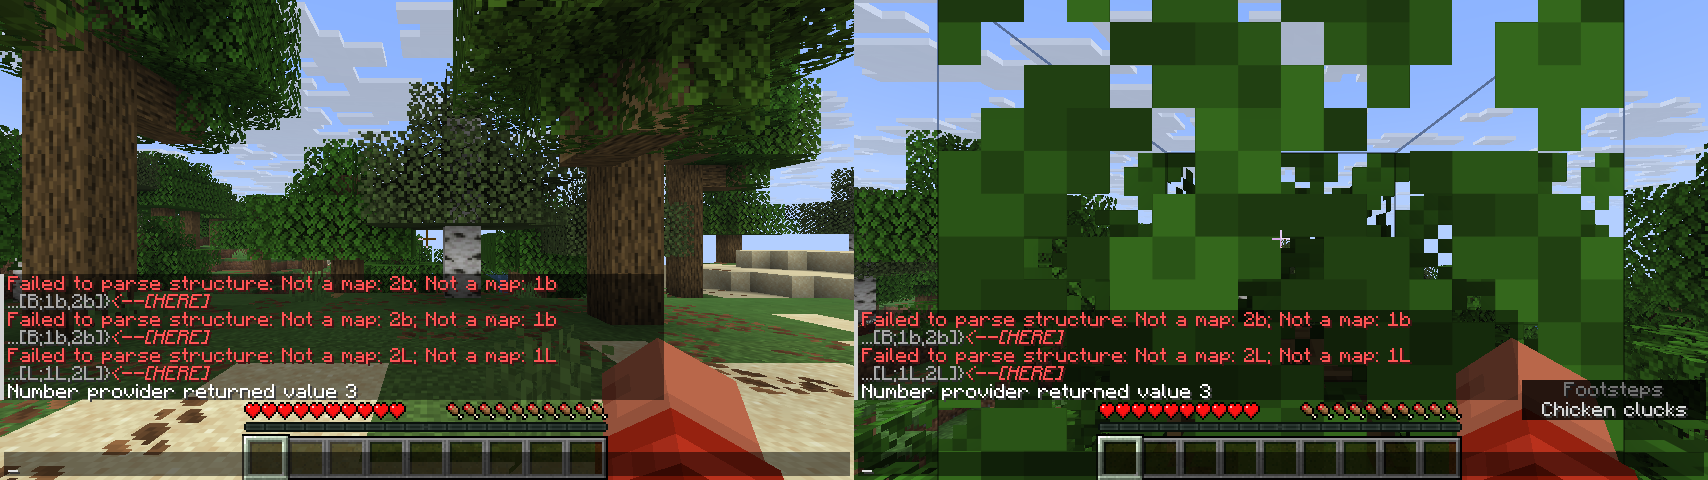 Failed to parse structure: Not a map: 2b; Not a map: 1b
...[B;1b,2b]}<--[HERE]
Failed to parse structure: Not a map: 2b; Not a map: 1b
...[B;1b,2b]}<--[HERE]
Failed to parse structure: Not a map: 2L; Not a map: 1L
...[L;1L,2L]}<--[HERE]
Number provider returned value 3
_
Failed to parse structure: Not a map: 2b; Not a map: 1b
...[B;1b,2b]}<--[HERE]
Failed to parse structure: Not a map: 2L; Not a map: 1L
...[L;1L,2L]}<--[HERE]
Number provider returned value 3
Footsteps
Chicken clucks
_